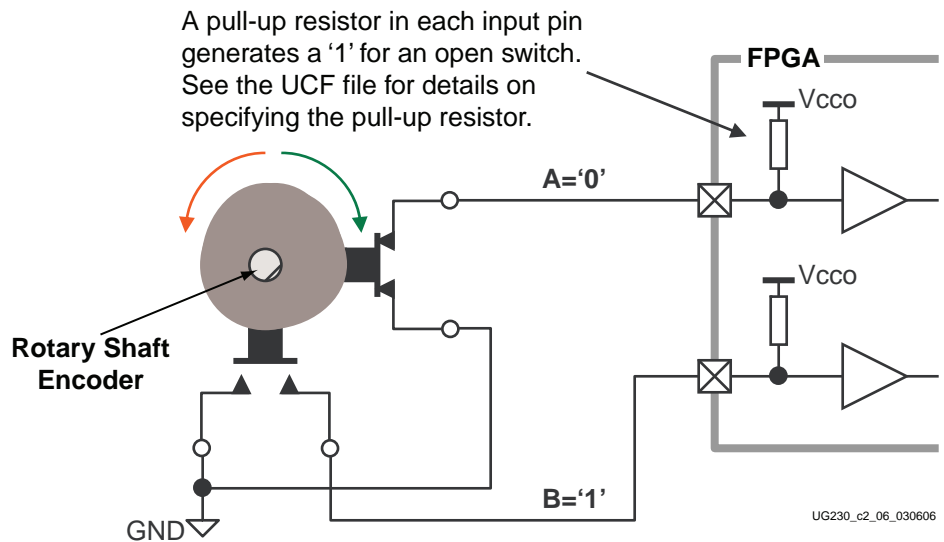 A pull-up resistor in each input pin
generates a ‘1’ for an open switch.
See the UCF file for details on
specifying the pull-up resistor.
FPGA
Vcco
A=‘0’
Vcco
Rotary Shaft
Encoder
B=‘1’
GND
UG230_c2_06_030606